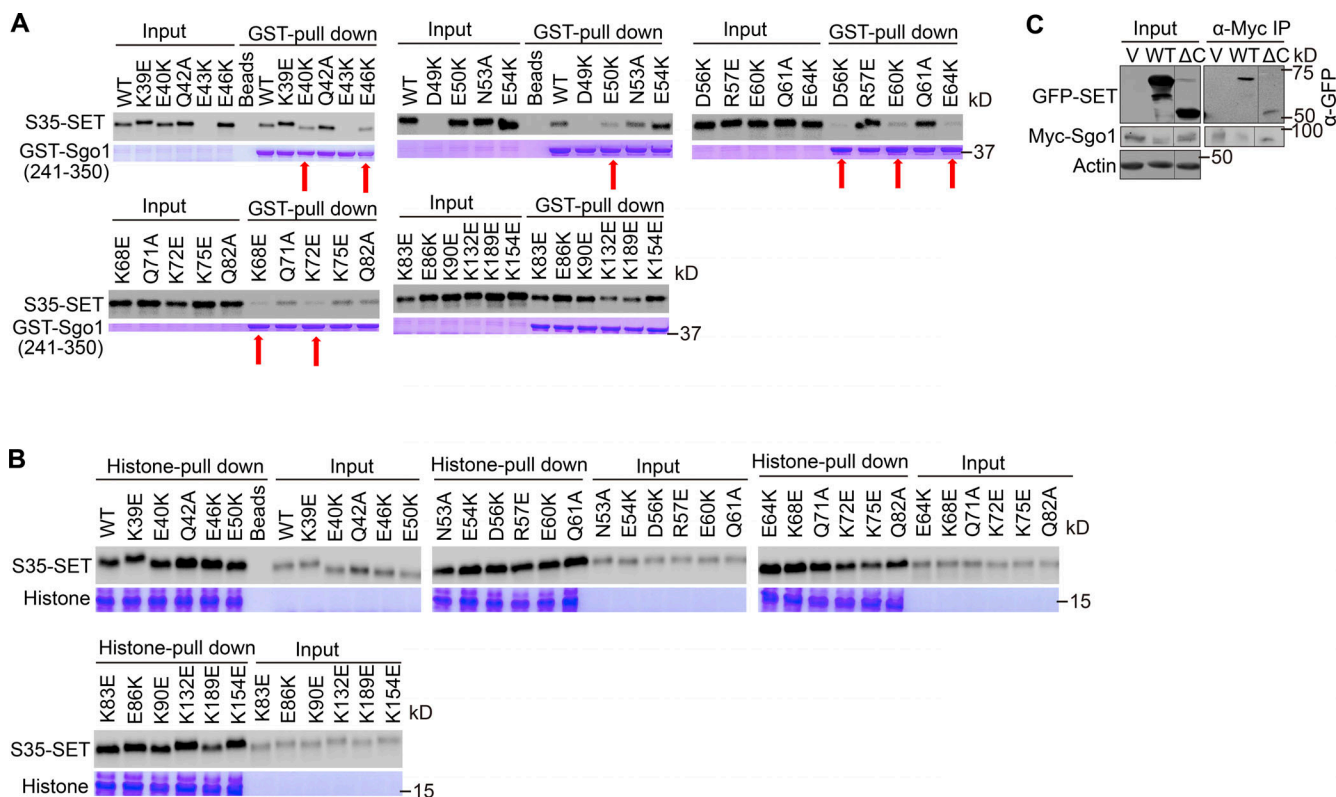 A
Input GST-pull down
WT K39E E40K Q42A E43K E46K Beads WT K39E E40K Q42A E43K E46K
S35-SET
GST-Sgo1
(241-350)
Input GST-pull down
WT D49K E50K N53A E54K Beads WT D49K E50K N53A E54K
Input GST-pull down
D56K R57E E60K Q61A E64K D56K R57E E60K Q61A E64K
kD
37
Input GST-pull down
K68E Q71A K72E K75E Q82A K68E Q71A K72E K75E Q82A
S35-SET
GST-Sgo1
(241-350)
Input GST-pull down
K83E E86K K90E K132E K189E K154E K83E E86K K90E K132E K189E K154E
kD
37
C
Input α-Myc IP
V WT ΔC V WT ΔC kD
GFP-SET
75
50
α-GFP
Myc-Sgo1
100
Actin
50
B
Histone-pull down Input
WT K39E E40K Q42A E46K E50K Beads WT K39E E40K Q42A E46K E50K
S35-SET
Histone
Histone-pull down Input
N53A E54K D56K R57E E60K Q61A N53A E54K D56K R57E E60K Q61A
Histone-pull down Input
E64K K68E Q71A K72E K75E Q82A E64K K68E Q71A K72E K75E Q82A
kD
15
Histone-pull down Input
K83E E86K K90E K132E K189E K154E K83E E86K K90E K132E K189E K154E
kD
S35-SET
Histone
15